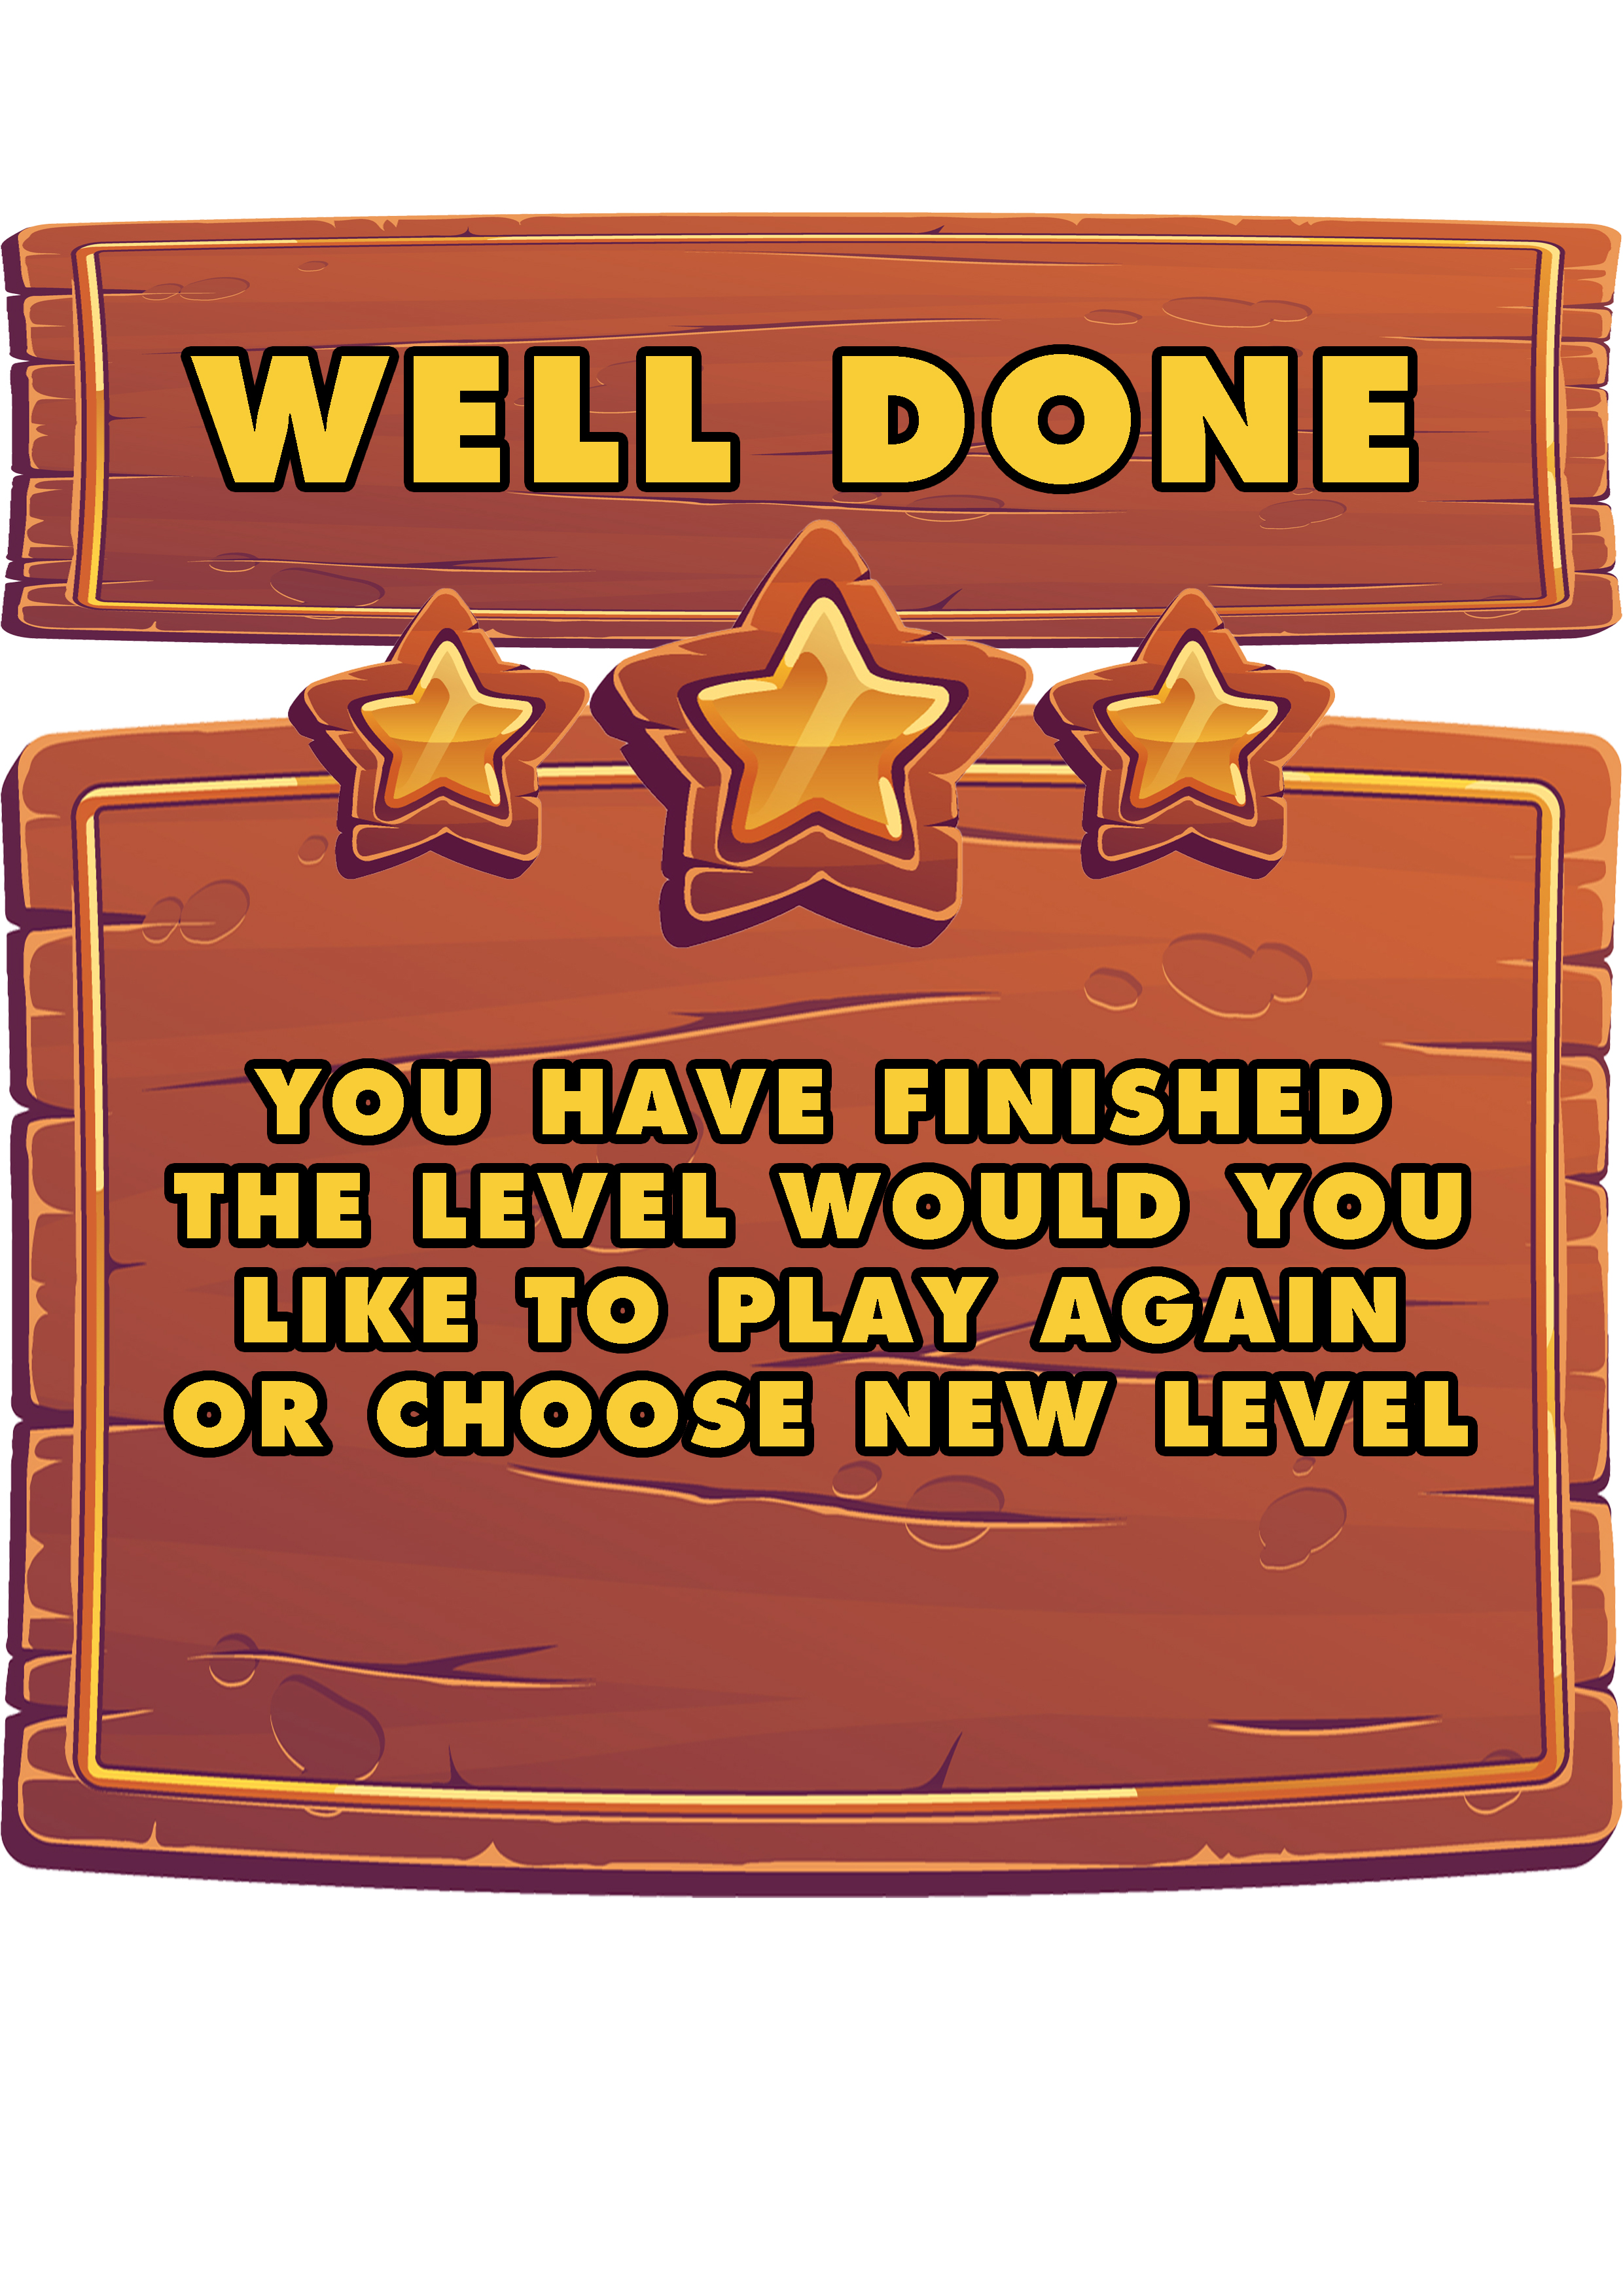 WELL DONE
YOU HAVE FINISHED
THE LEVEL WOULD YOU
LIKE TO PLAY AGAIN
OR CHOOSE NEW LEVEL